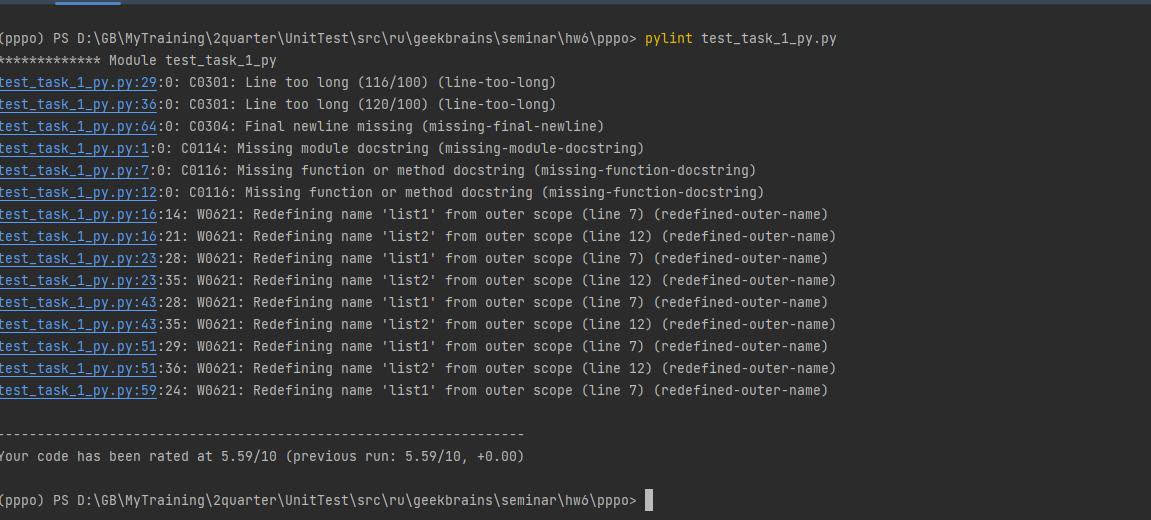 (pppo) PS D:\GB\MyTraining\2quarter\UnitTest\src\ru\geekbrains\seminar\hw6\pppo> pylint test_task_1_py.py
************* Module test_task_1_py
test_task_1_py.py:29:0: C0301: Line too long (116/100) (line-too-long)
test_task_1_py.py:36:0: C0301: Line too long (120/100) (line-too-long)
test_task_1_py.py:64:0: C0304: Final newline missing (missing-final-newline)
test_task_1_py.py:1:0: C0114: Missing module docstring (missing-module-docstring)
test_task_1_py.py:7:0: C0116: Missing function or method docstring (missing-function-docstring)
test_task_1_py.py:12:0: C0116: Missing function or method docstring (missing-function-docstring)
test_task_1_py.py:16:14: W0621: Redefining name 'list1' from outer scope (line 7) (redefined-outer-name)
test_task_1_py.py:16:21: W0621: Redefining name 'list2' from outer scope (line 12) (redefined-outer-name)
test_task_1_py.py:23:28: W0621: Redefining name 'list1' from outer scope (line 7) (redefined-outer-name)
test_task_1_py.py:23:35: W0621: Redefining name 'list2' from outer scope (line 12) (redefined-outer-name)
test_task_1_py.py:43:28: W0621: Redefining name 'list1' from outer scope (line 7) (redefined-outer-name)
test_task_1_py.py:43:35: W0621: Redefining name 'list2' from outer scope (line 12) (redefined-outer-name)
test_task_1_py.py:51:29: W0621: Redefining name 'list1' from outer scope (line 7) (redefined-outer-name)
test_task_1_py.py:51:36: W0621: Redefining name 'list2' from outer scope (line 12) (redefined-outer-name)
test_task_1_py.py:59:24: W0621: Redefining name 'list1' from outer scope (line 7) (redefined-outer-name)
------------------------------------------------------------------
Your code has been rated at 5.59/10 (previous run: 5.59/10, +0.00)
(pppo) PS D:\GB\MyTraining\2quarter\UnitTest\src\ru\geekbrains\seminar\hw6\pppo>